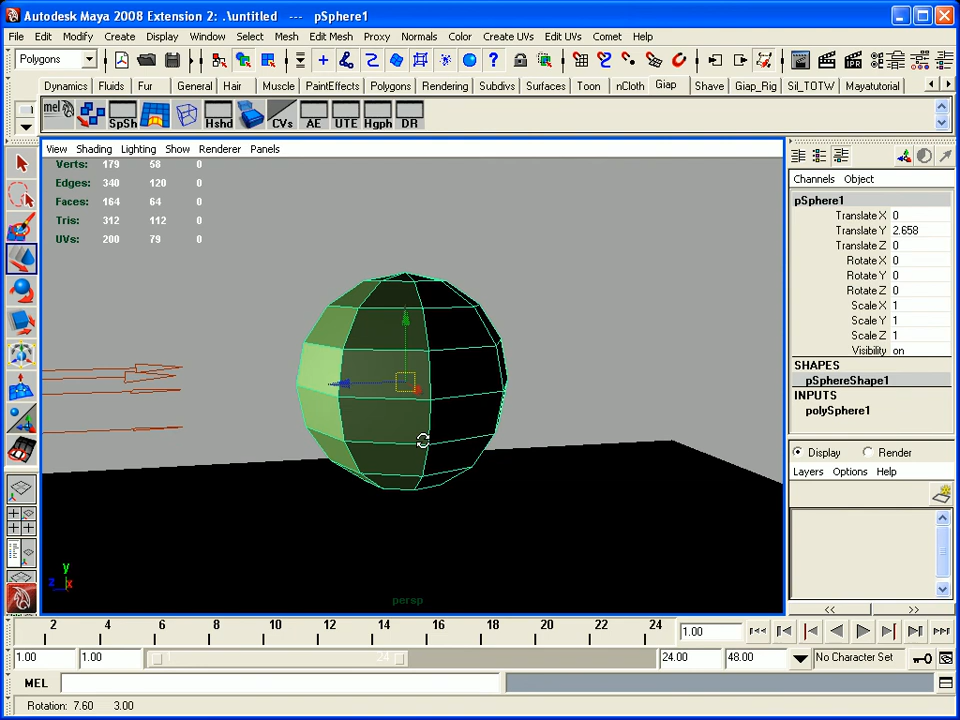 Autodesk Maya 2008 Extension 2: .\untitled --- pSphere1
File Edit Modify Create Display Window Select Mesh Edit Mesh Proxy Normals Color Create UVs Edit UVs Comet Help
Polygons
Dynamics Fluids Fur General Hair Muscle PaintEffects Polygons Rendering Subdivs Surfaces Toon nCloth Giap Shave Giap_Rig Sil_TOTW Mayatutorial
mel SpSh Hshd CVs AE UTE Hgph DR
View Shading Lighting Show Renderer Panels
Verts: 179 58 0
Edges: 340 120 0
Faces: 164 64 0
Tris: 312 112 0
UVs: 200 79 0
y
z x
persp
Channels Object
pSphere1
Translate X 0
Translate Y 2.658
Translate Z 0
Rotate X 0
Rotate Y 0
Rotate Z 0
Scale X 1
Scale Y 1
Scale Z 1
Visibility on
SHAPES
pSphereShape1
INPUTS
polySphere1
Display Render
Layers Options Help
<< >>
2 4 6 8 10 12 14 16 18 20 22 24 1.00
1.00 1.00 1 24 24.00 48.00 No Character Set
MEL
Rotation: 7.60 3.00